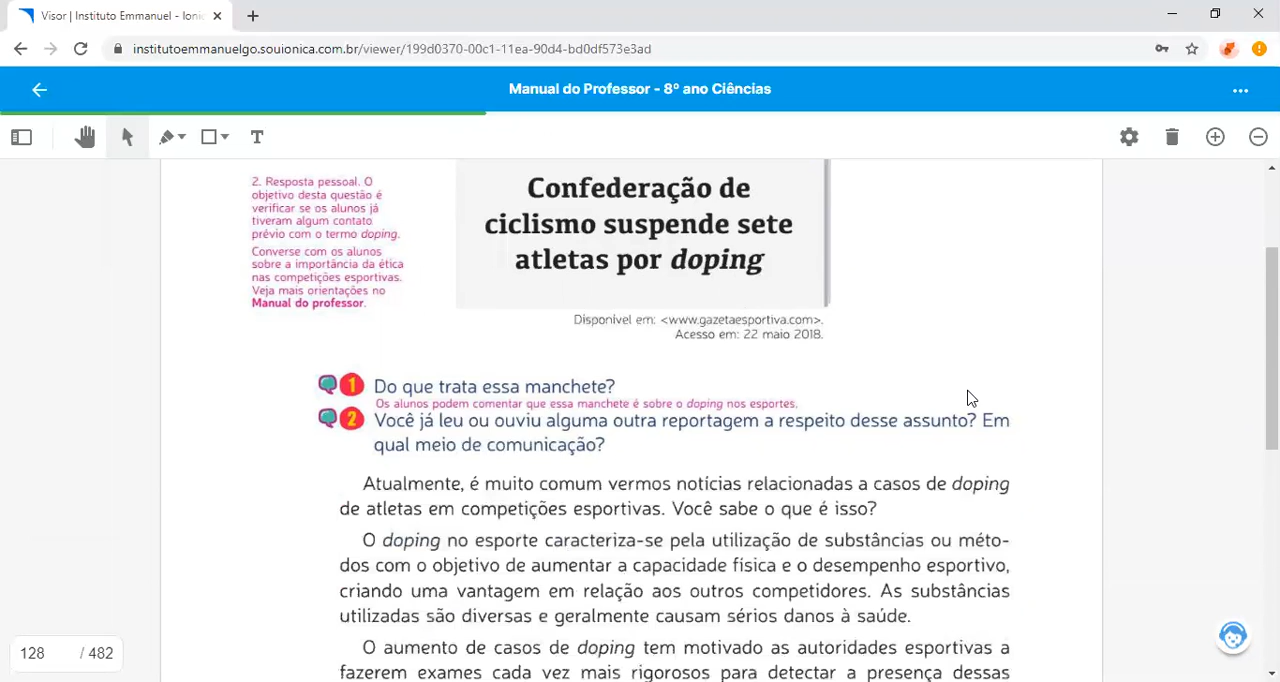 Visor | Instituto Emmanuel - Ionic
institutoemmanuelgo.souionica.com.br/viewer/199d0370-00c1-11ea-90d4-bd0df573e3ad
Manual do Professor - 8º ano Ciências
T
2. Resposta pessoal. O
objetivo desta questão é
verificar se os alunos já
tiveram algum contato
prévio com o termo doping.
Converse com os alunos
sobre a importância da ética
nas competições esportivas.
Veja mais orientações no
Manual do professor.
Confederação de
ciclismo suspende sete
atletas por doping
Disponível em: <www.gazetaesportiva.com>.
Acesso em: 22 maio 2018.
1 Do que trata essa manchete?
Os alunos podem comentar que essa manchete é sobre o doping nos esportes.
2 Você já leu ou ouviu alguma outra reportagem a respeito desse assunto? Em
qual meio de comunicação?
Atualmente, é muito comum vermos notícias relacionadas a casos de doping
de atletas em competições esportivas. Você sabe o que é isso?
O doping no esporte caracteriza-se pela utilização de substâncias ou méto-
dos com o objetivo de aumentar a capacidade física e o desempenho esportivo,
criando uma vantagem em relação aos outros competidores. As substâncias
utilizadas são diversas e geralmente causam sérios danos à saúde.
O aumento de casos de doping tem motivado as autoridades esportivas a
fazerem exames cada vez mais rigorosos para detectar a presença dessas
128 / 482